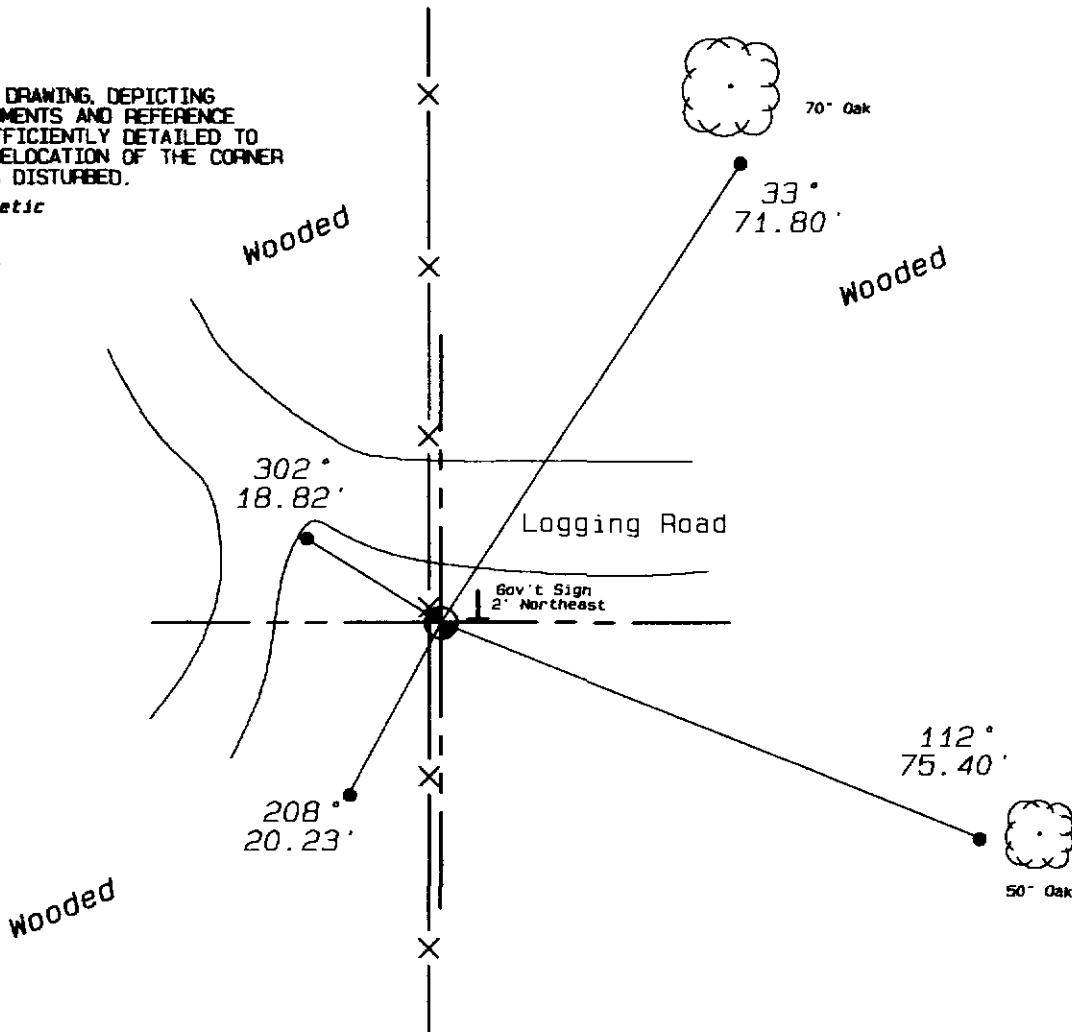 DRAWING, DEPICTING
MENTS AND REFERENCE
FFICIENTLY DETAILED TO
ELOCATION OF THE CORNER
DISTURBED.
etic
70" Oak
33°
71.80'
Wooded
Wooded
302°
18.82'
Logging Road
Gov't Sign
2' Northeast
112°
75.40'
208°
20.23'
50" Oak
Wooded